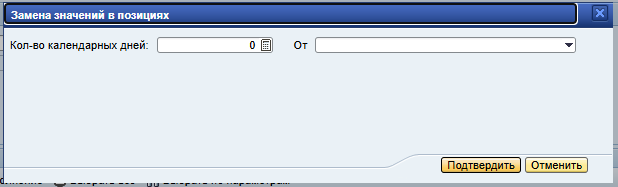 Замена значений в позициях
Кол-во календарных дней: 0 От
Подтвердить Отменить